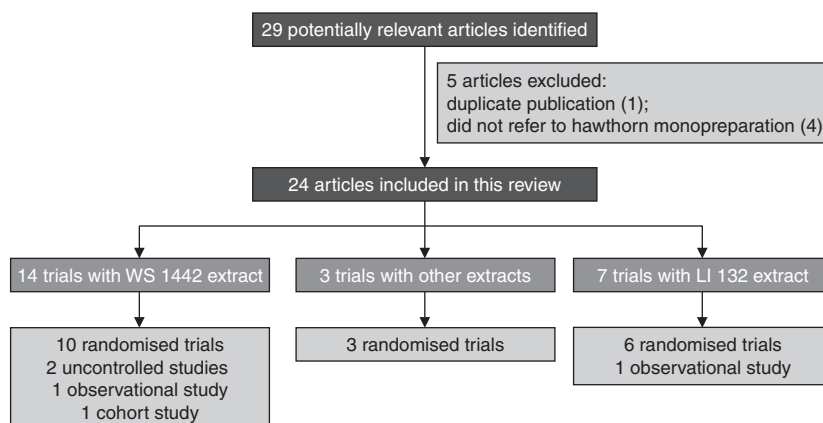 29 potentially relevant articles identified
5 articles excluded:
duplicate publication (1);
did not refer to hawthorn monopreparation (4)
24 articles included in this review
14 trials with WS 1442 extract
3 trials with other extracts
7 trials with LI 132 extract
10 randomised trials
2 uncontrolled studies
1 observational study
1 cohort study
3 randomised trials
6 randomised trials
1 observational study